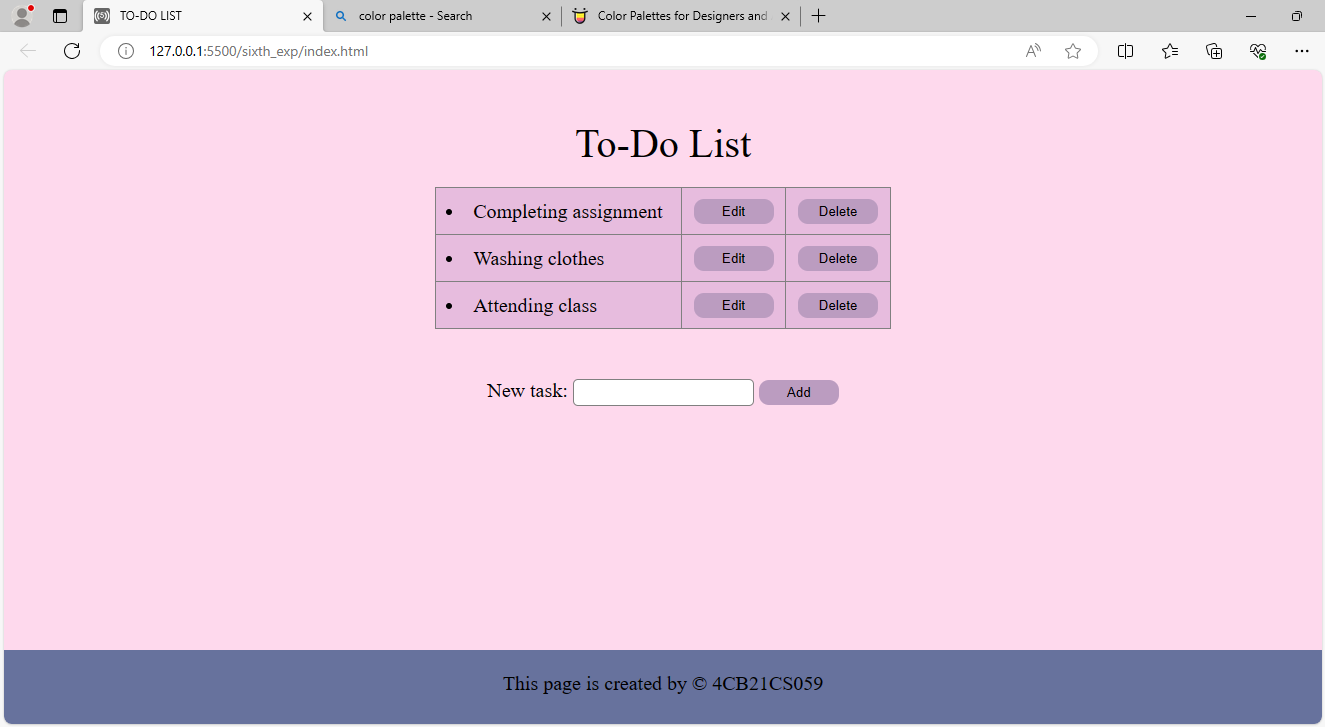 TO-DO LIST
color palette - Search
Color Palettes for Designers and
127.0.0.1:5500/sixth_exp/index.html
To-Do List
• Completing assignment Edit Delete
• Washing clothes Edit Delete
• Attending class Edit Delete
New task: Add
This page is created by © 4CB21CS059